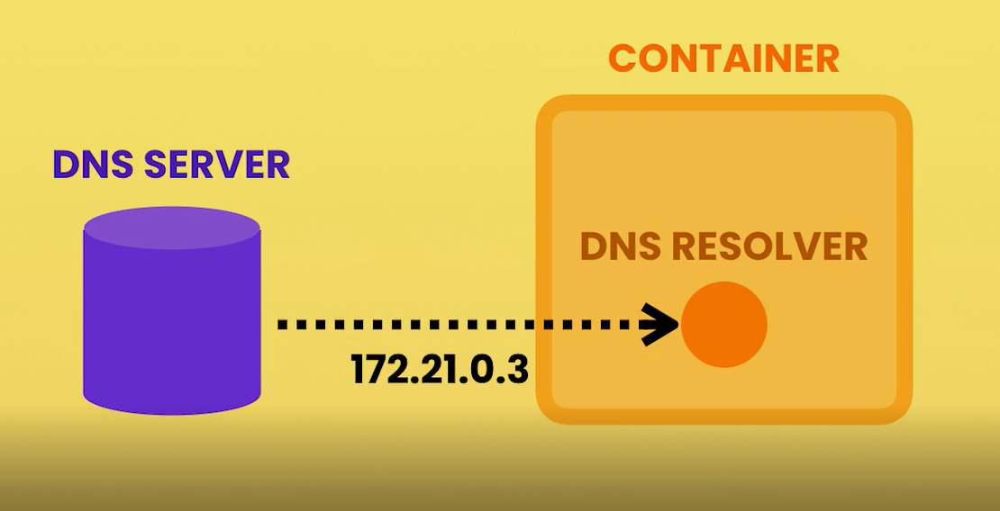 CONTAINER
DNS SERVER
DNS RESOLVER
172.21.0.3